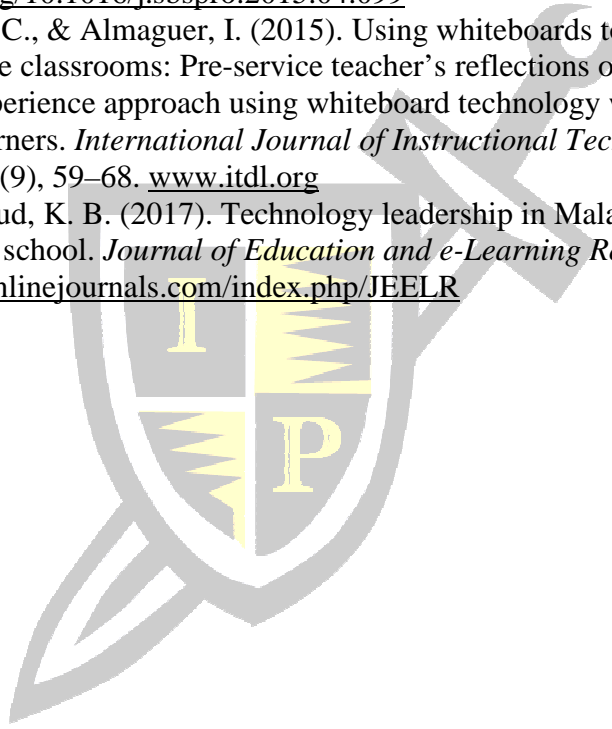 C., & Almaguer, I. (2015). Using whiteboards to
e classrooms: Pre-service teacher’s reflections o
perience approach using whiteboard technology
rners. International Journal of Instructional Tec
(9), 59–68. www.itdl.org
ud, K. B. (2017). Technology leadership in Mala
school. Journal of Education and e-Learning Re
nlinejournals.com/index.php/JEELR
I
P